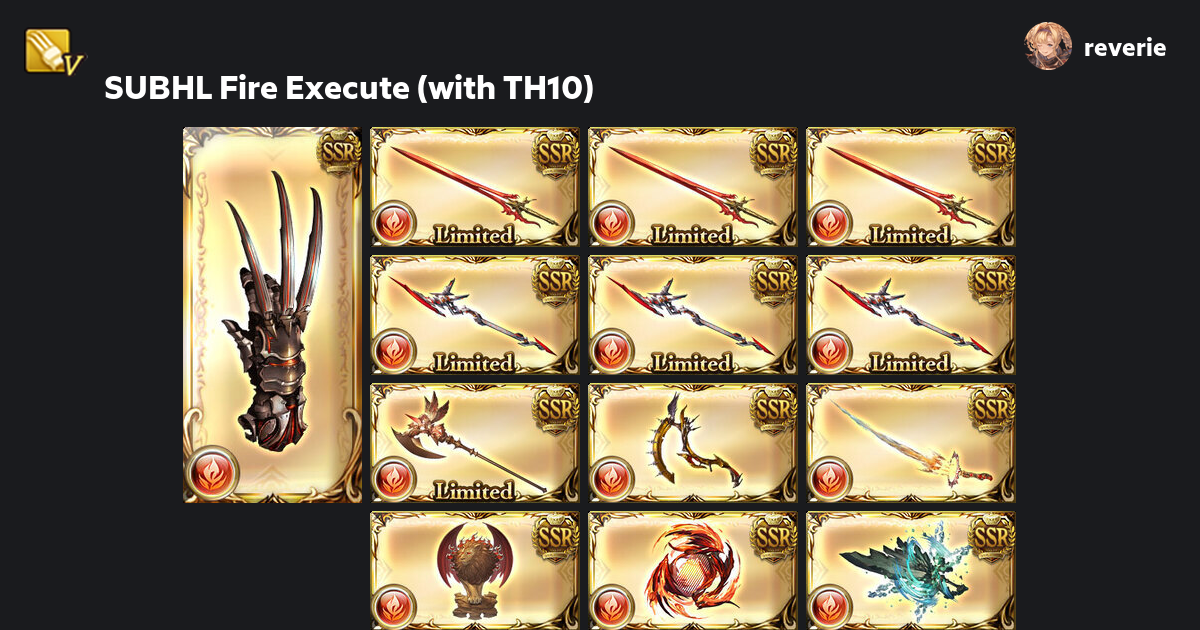 reverie
V
SUBHL Fire Execute (with TH10)
SSR
SSR SSR SSR
Limited Limited Limited
SSR SSR SSR
Limited Limited Limited
SSR SSR SSR
Limited
SSR SSR SSR